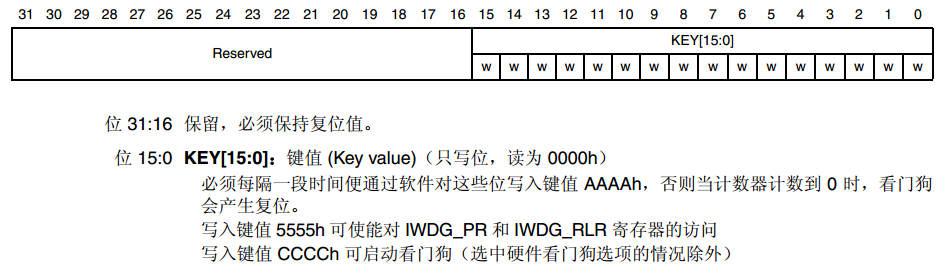 31 30 29 28 27 26 25 24 23 22 21 20 19 18 17 16 15 14 13 12 11 10 9 8 7 6 5 4 3 2 1 0
Reserved
KEY[15:0]
w w w w w w w w w w w w w w w w
位 31:16 保留，必须保持复位值。
位 15:0 KEY[15:0]：键值 (Key value)（只写位，读为 0000h）
必须每隔一段时间便通过软件对这些位写入键值 AAAAh，否则当计数器计数到 0 时，看门狗
会产生复位。
写入键值 5555h 可使能对 IWDG_PR 和 IWDG_RLR 寄存器的访问
写入键值 CCCCh 可启动看门狗（选中硬件看门狗选项的情况除外）